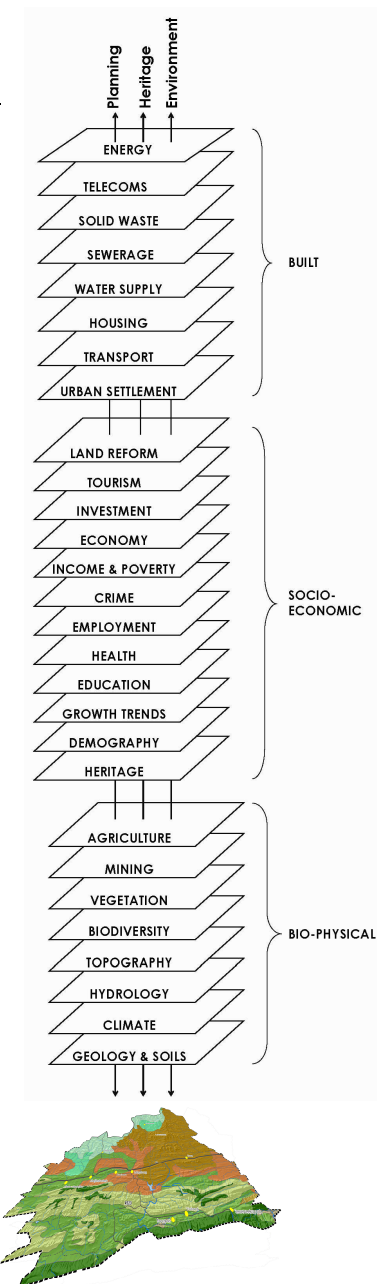 Planning
Heritage
Environment
ENERGY
TELECOMS
SOLID WASTE
SEWERAGE
WATER SUPPLY
HOUSING
TRANSPORT
URBAN SETTLEMENT
BUILT
LAND REFORM
TOURISM
INVESTMENT
ECONOMY
INCOME & POVERTY
CRIME
EMPLOYMENT
HEALTH
EDUCATION
GROWTH TRENDS
DEMOGRAPHY
HERITAGE
SOCIO-
ECONOMIC
AGRICULTURE
MINING
VEGETATION
BIODIVERSITY
TOPOGRAPHY
HYDROLOGY
CLIMATE
GEOLOGY & SOILS
BIO-PHYSICAL